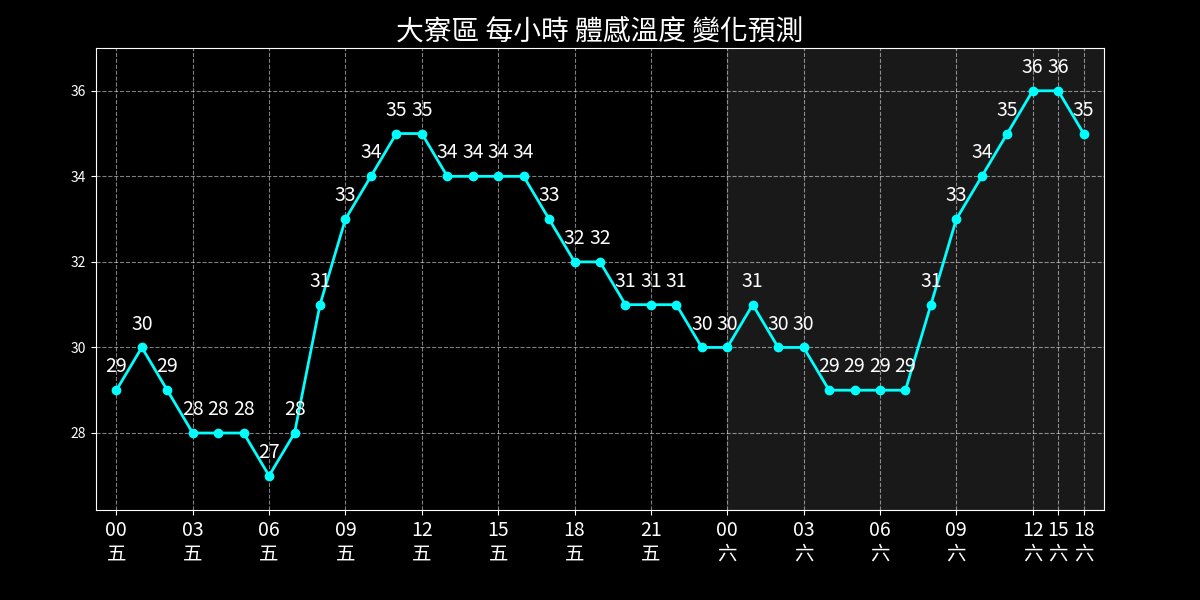 大寮區 每小時 體感溫度 變化預測
36 36
36
35 35 35 35
34 34 34 34 34 34
34
33 33 33
32 32
32
31 31 31 31 31 31
30 30 30 30 30 30
30
29 29 29 29 29 29
28 28 28 28
28
27
00 03 06 09 12 15 18 21 00 03 06 09 12 15 18
五 五 五 五 五 五 五 五 六 六 六 六 六 六 六